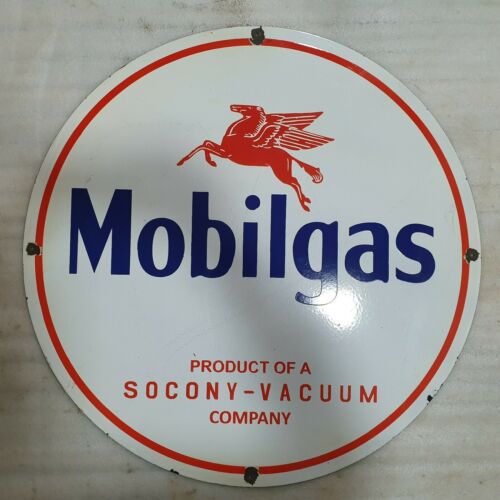 Mobilgas
PRODUCT OF A
SOCONY-VACUUM
COMPANY